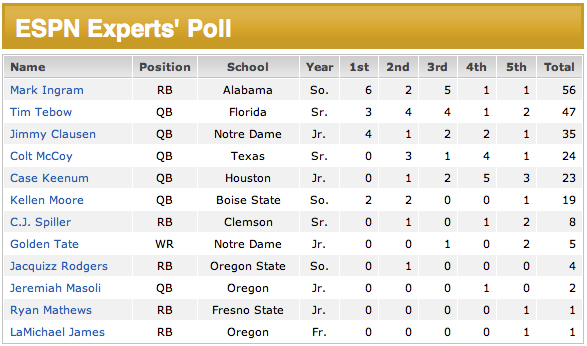 ESPN Experts' Poll
Name Position School Year 1st 2nd 3rd 4th 5th Total
Mark Ingram RB Alabama So. 6 2 5 1 1 56
Tim Tebow QB Florida Sr. 3 4 4 1 2 47
Jimmy Clausen QB Notre Dame Jr. 4 1 2 2 1 35
Colt McCoy QB Texas Sr. 0 3 1 4 1 24
Case Keenum QB Houston Jr. 0 1 2 5 3 23
Kellen Moore QB Boise State So. 2 2 0 0 1 19
C.J. Spiller RB Clemson Sr. 0 1 0 1 2 8
Golden Tate WR Notre Dame Jr. 0 0 1 0 2 5
Jacquizz Rodgers RB Oregon State So. 0 1 0 0 0 4
Jeremiah Masoli QB Oregon Jr. 0 0 0 1 0 2
Ryan Mathews RB Fresno State Jr. 0 0 0 0 1 1
LaMichael James RB Oregon Fr. 0 0 0 0 1 1